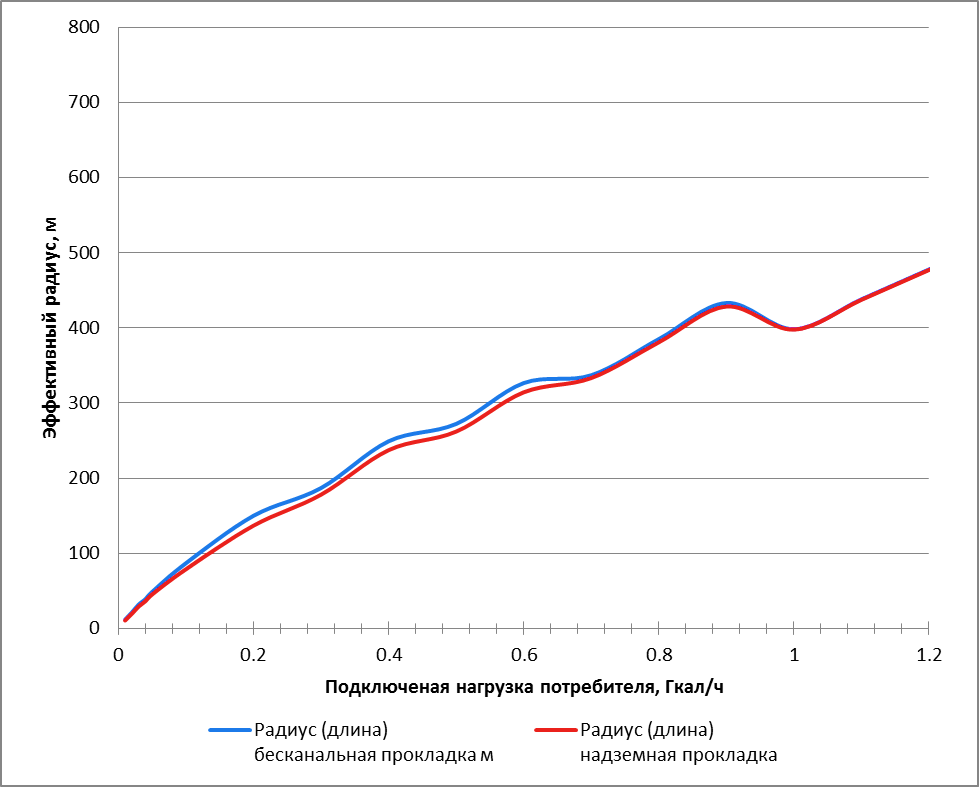 800
700
600
500
400
300
200
100
0
Эффективный радиус, м
0 0.2 0.4 0.6 0.8 1 1.2
Подключеная нагрузка потребителя, Гкал/ч
Радиус (длина)
бесканальная прокладка м
Радиус (длина)
надземная прокладка